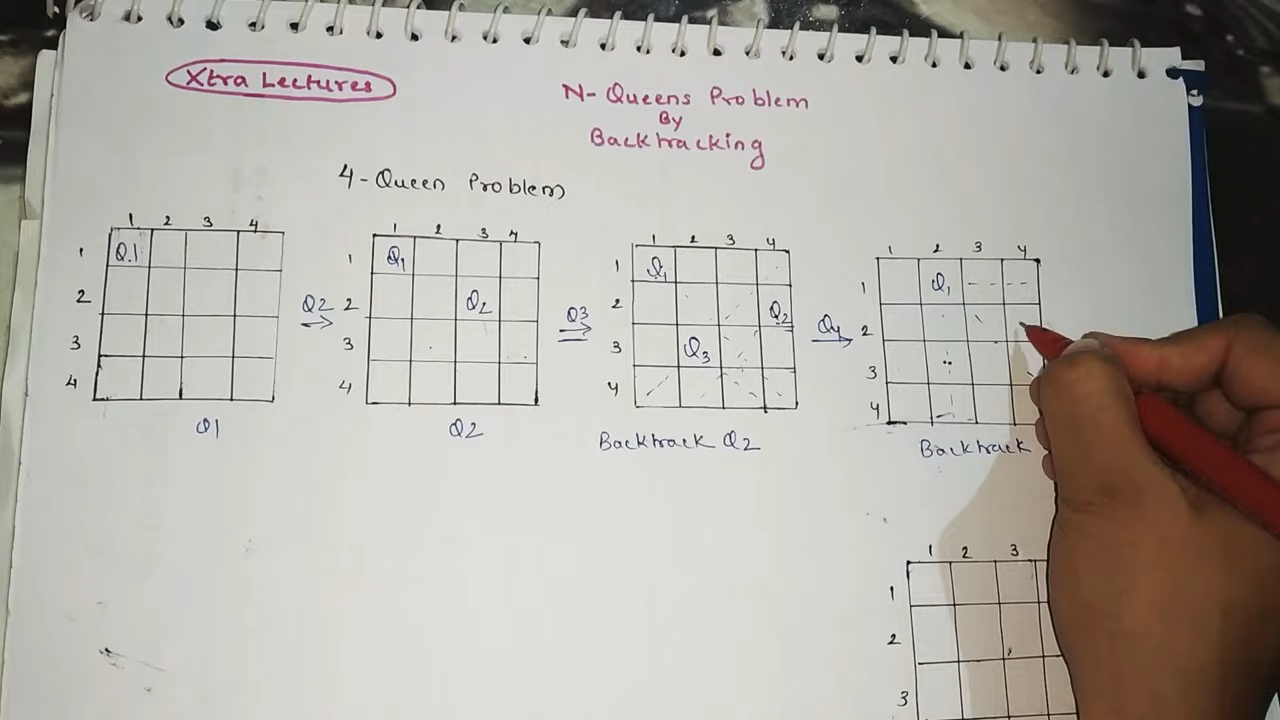 Xtra Lectures
N-Queens Problem
By
Backtracking
4-Queen Problem
1 2 3 4
1 Q.1
2
3
4
Q1
Q2
1 2 3 4
1 Q1
2 Q2
3
4
Q2
Q3
1 2 3 4
1 Q1
2 Q2
3 Q3
4
Backtrack Q2
Q4
1 2 3 4
1 Q1
2
3
4
Backtrack
1 2 3
1
2
3